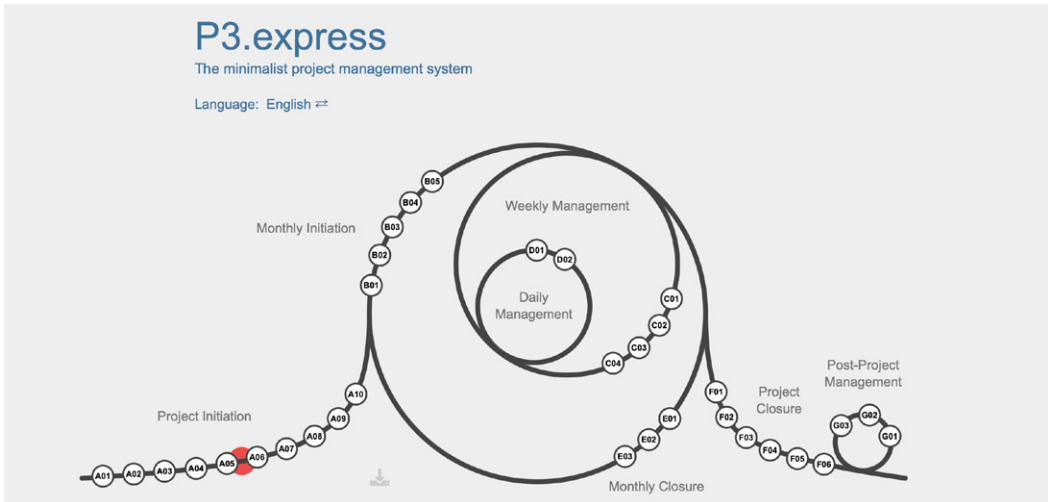 P3.express
The minimalist project management system
Language: English ⇄
B05
B04
B03
B02
B01
Monthly Initiation
Weekly Management
D01
D02
Daily
Management
C01
C02
C03
C04
A10
A09
A08
A07
A06
A05
A04
A03
A02
A01
Project Initiation
E01
E02
E03
Monthly Closure
F01
F02
F03
F04
F05
F06
Project
Closure
Post-Project
Management
G03
G02
G01